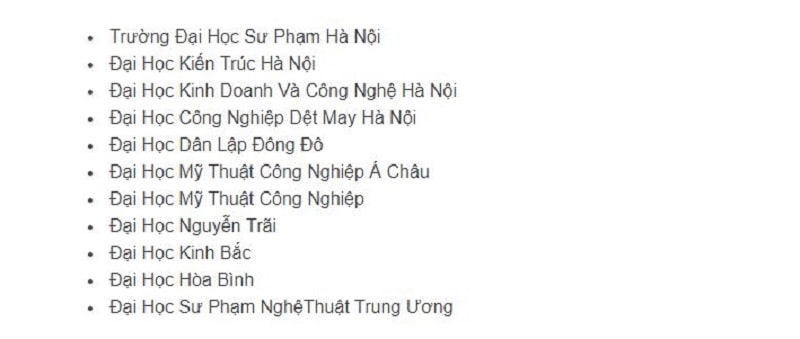 • Trường Đại Học Sư Phạm Hà Nội
• Đại Học Kiến Trúc Hà Nội
• Đại Học Kinh Doanh Và Công Nghệ Hà Nội
• Đại Học Công Nghiệp Dệt May Hà Nội
• Đại Học Dân Lập Đông Đô
• Đại Học Mỹ Thuật Công Nghiệp Á Châu
• Đại Học Mỹ Thuật Công Nghiệp
• Đại Học Nguyễn Trãi
• Đại Học Kinh Bắc
• Đại Học Hòa Bình
• Đại Học Sư Phạm NghệThuật Trung Ương